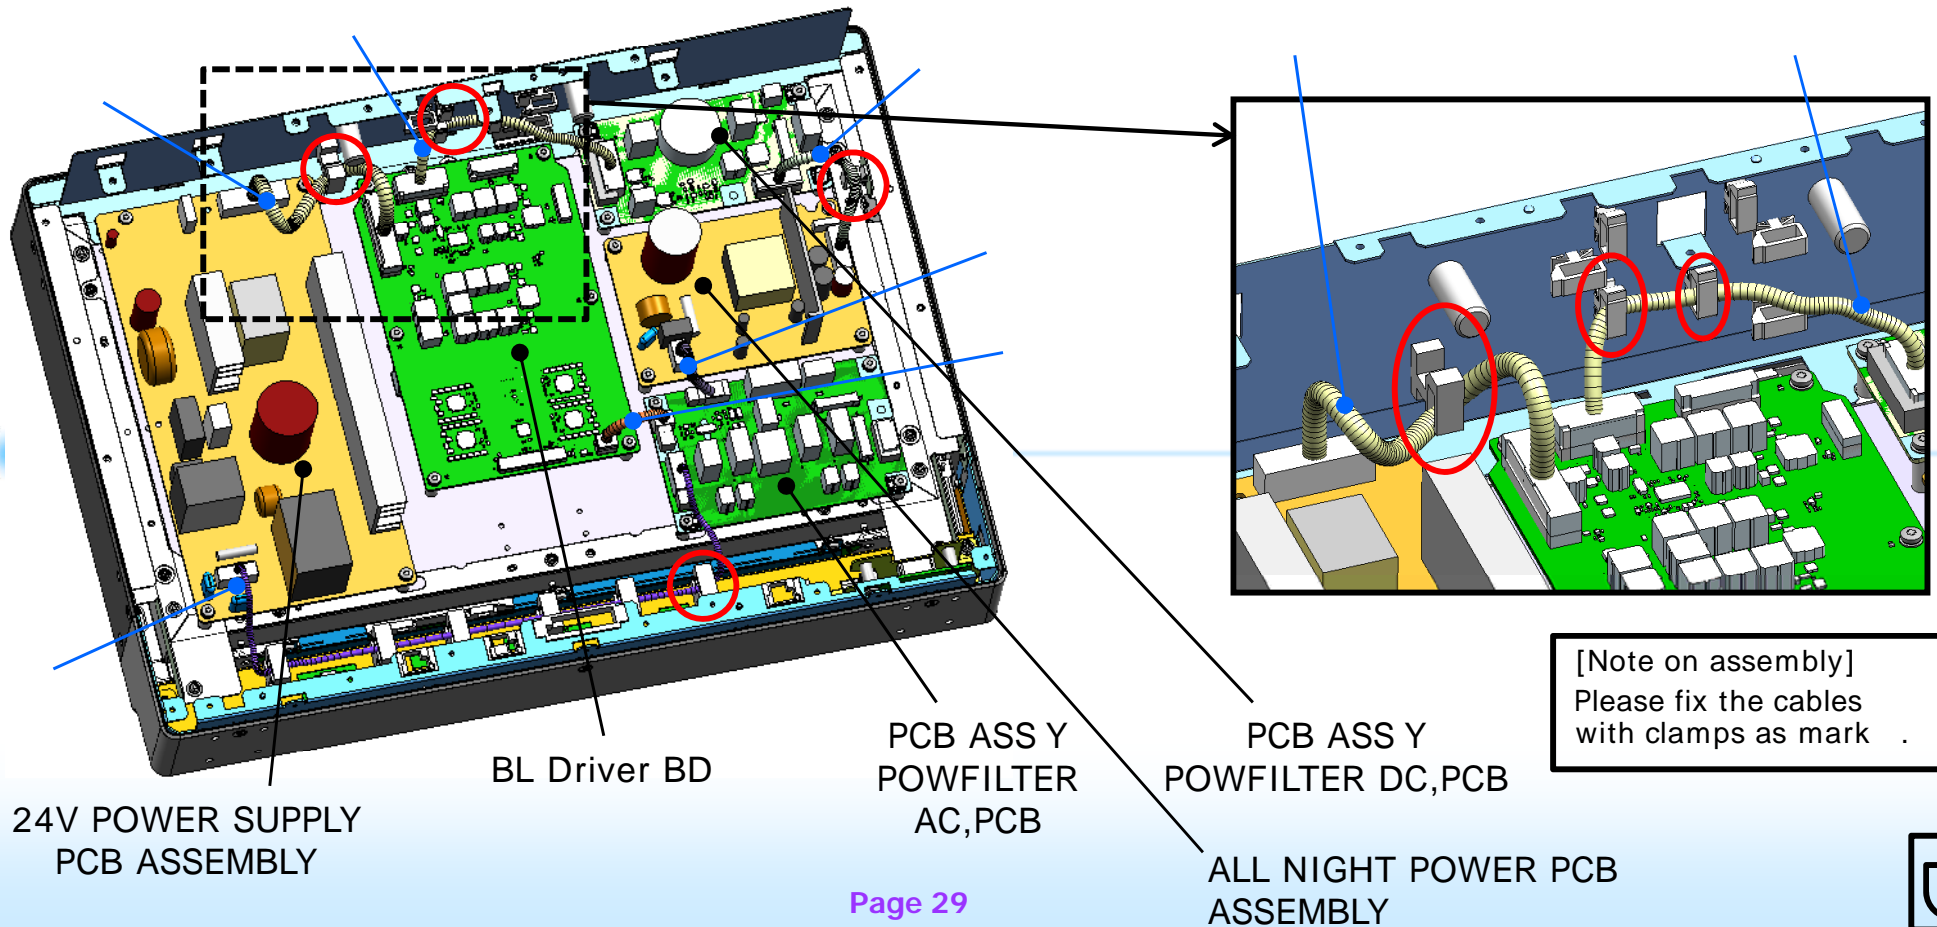 [Note on assembly]
Please fix the cables
with clamps as mark .
BL Driver BD
PCB ASS Y
POWFILTER
AC,PCB
PCB ASS Y
POWFILTER DC,PCB
24V POWER SUPPLY
PCB ASSEMBLY
ALL NIGHT POWER PCB
ASSEMBLY
Page 29